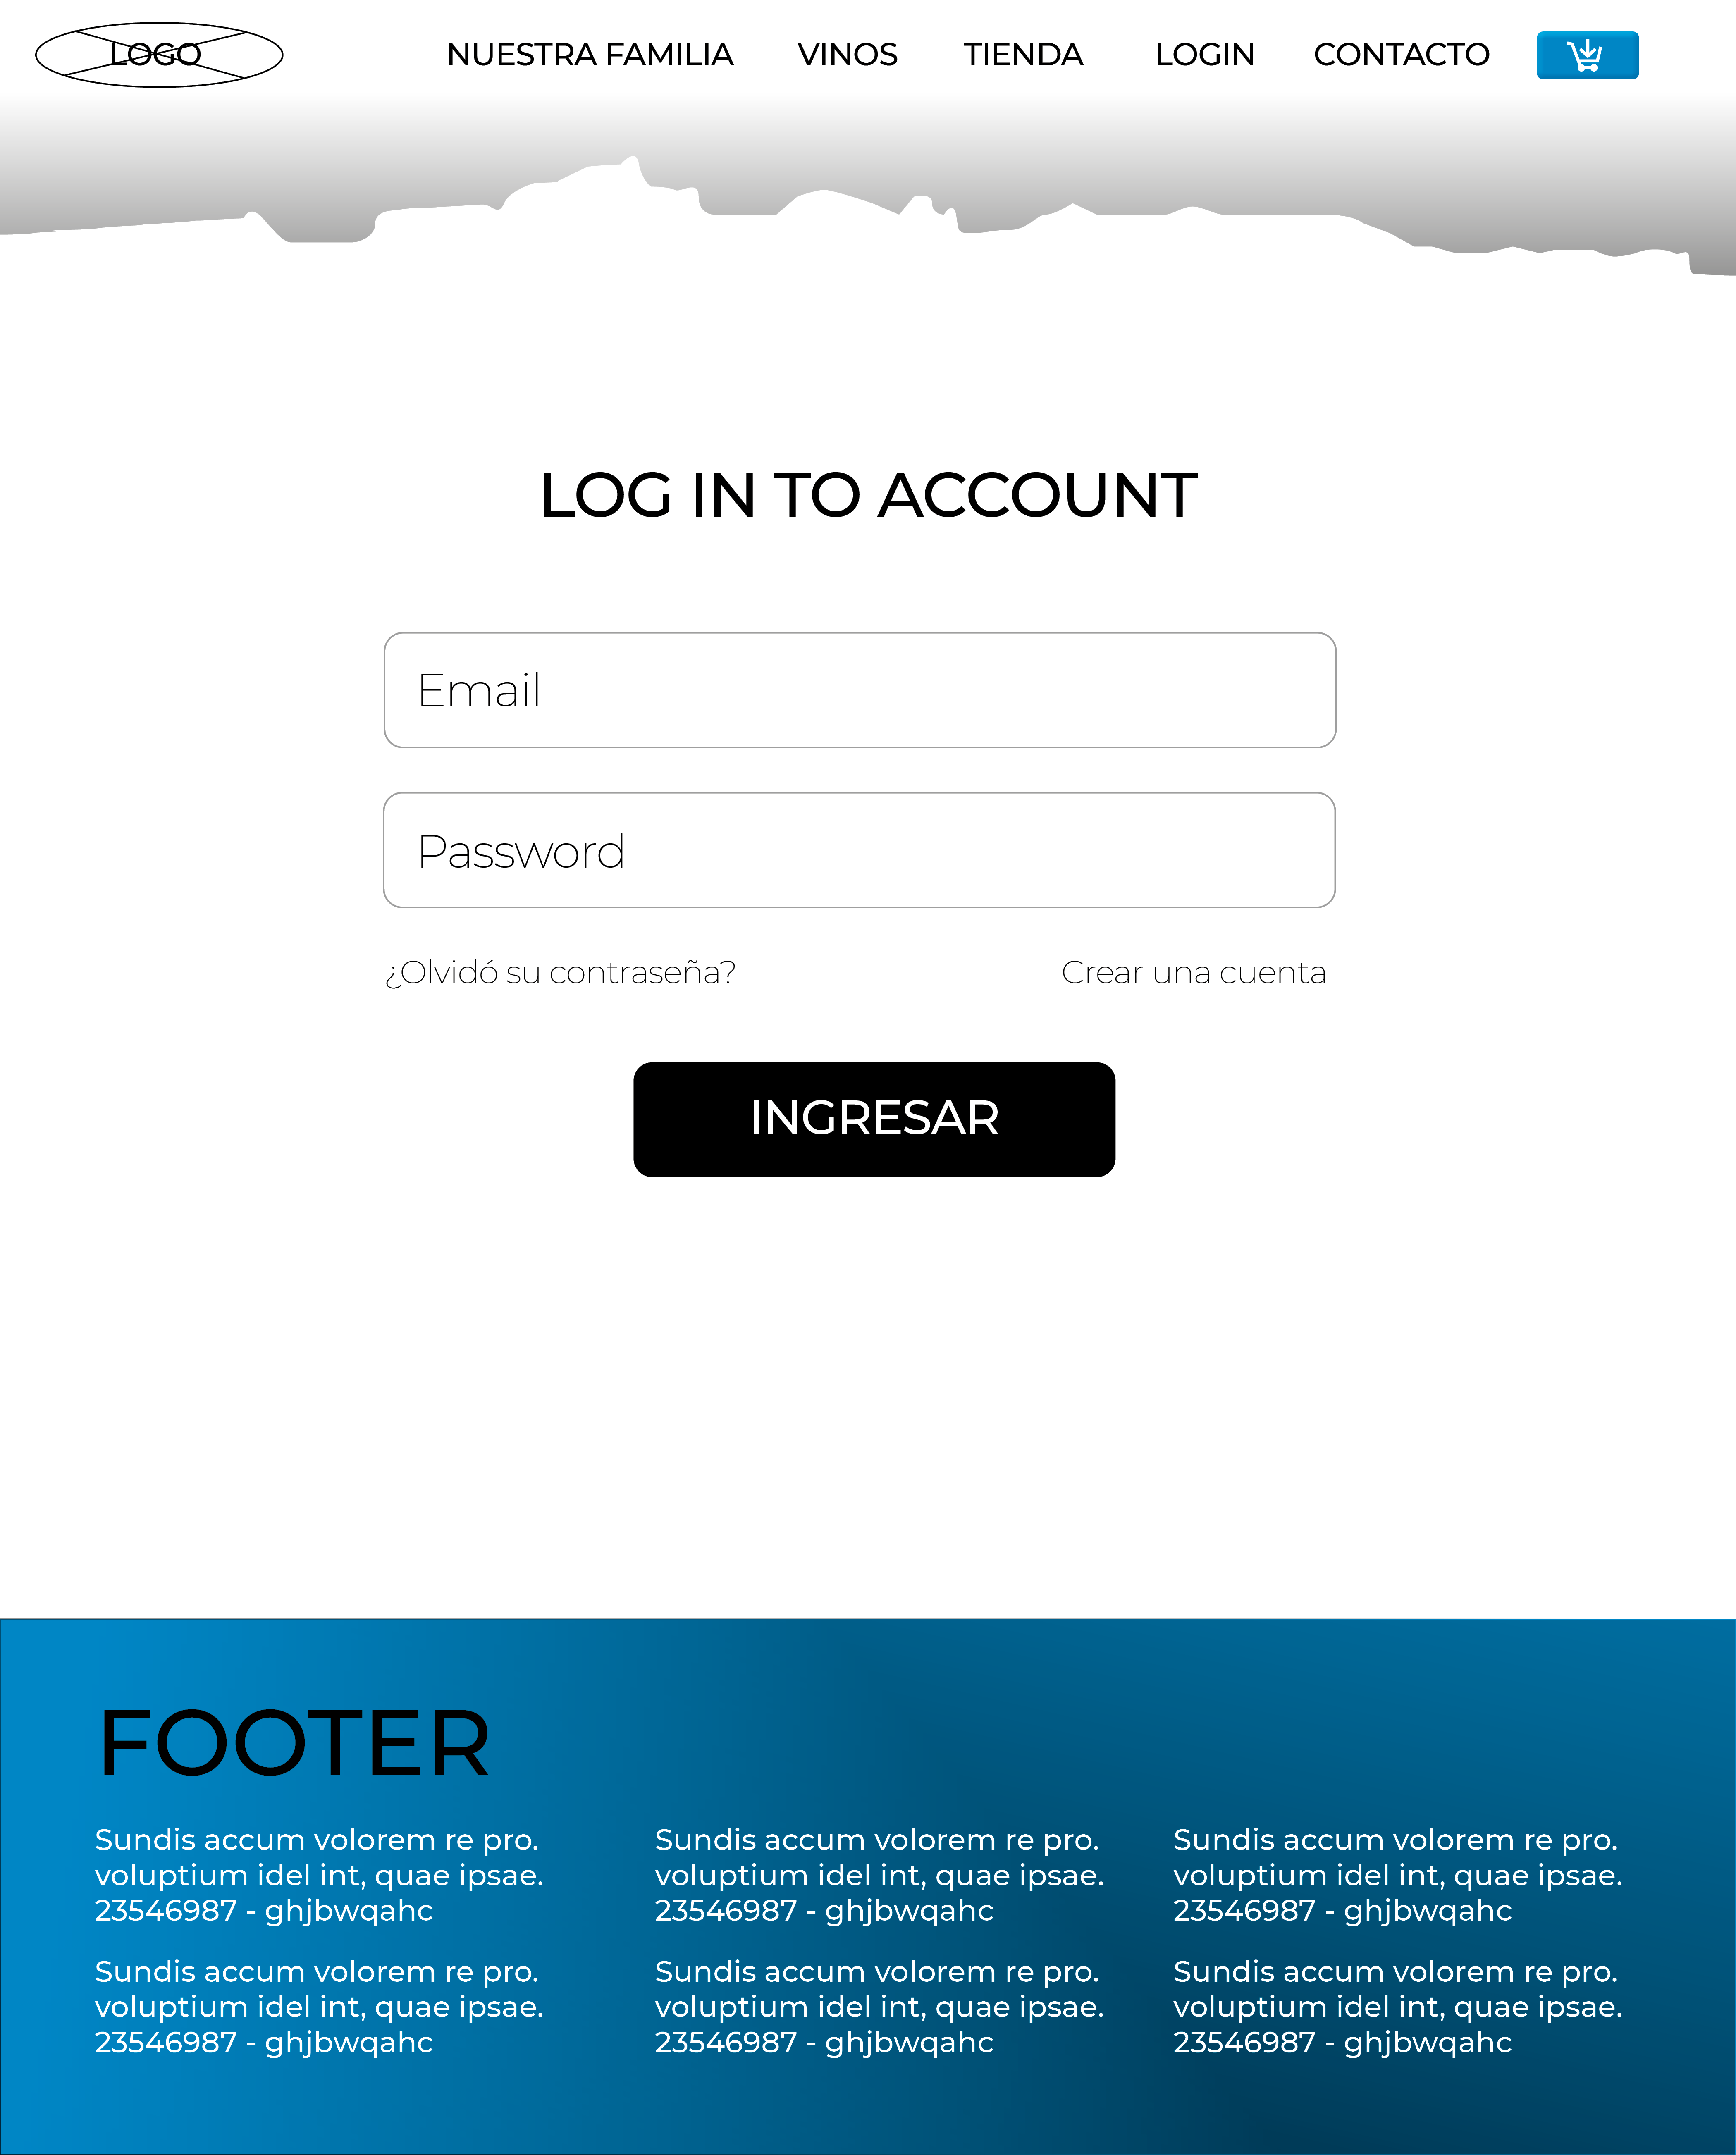 LOGO
NUESTRA FAMILIA
VINOS
TIENDA
LOGIN
CONTACTO
LOG IN TO ACCOUNT
Email
Password
¿Olvidó su contraseña?
Crear una cuenta
INGRESAR
FOOTER
Sundis accum volorem re pro.
voluptium idel int, quae ipsae.
23546987 - ghjbwqahc
Sundis accum volorem re pro.
voluptium idel int, quae ipsae.
23546987 - ghjbwqahc
Sundis accum volorem re pro.
voluptium idel int, quae ipsae.
23546987 - ghjbwqahc
Sundis accum volorem re pro.
voluptium idel int, quae ipsae.
23546987 - ghjbwqahc
Sundis accum volorem re pro.
voluptium idel int, quae ipsae.
23546987 - ghjbwqahc
Sundis accum volorem re pro.
voluptium idel int, quae ipsae.
23546987 - ghjbwqahc